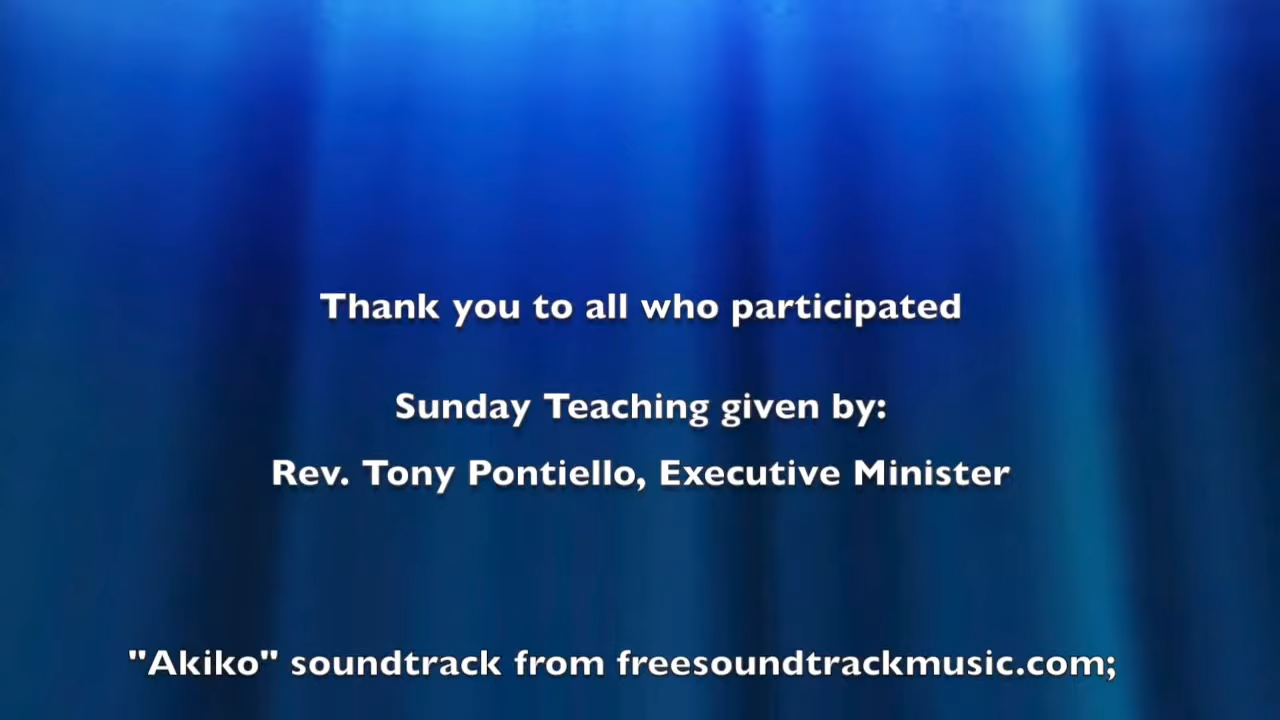 Thank you to all who participated
Sunday Teaching given by:
Rev. Tony Pontiello, Executive Minister
"Akiko" soundtrack from freesoundtrackmusic.com;